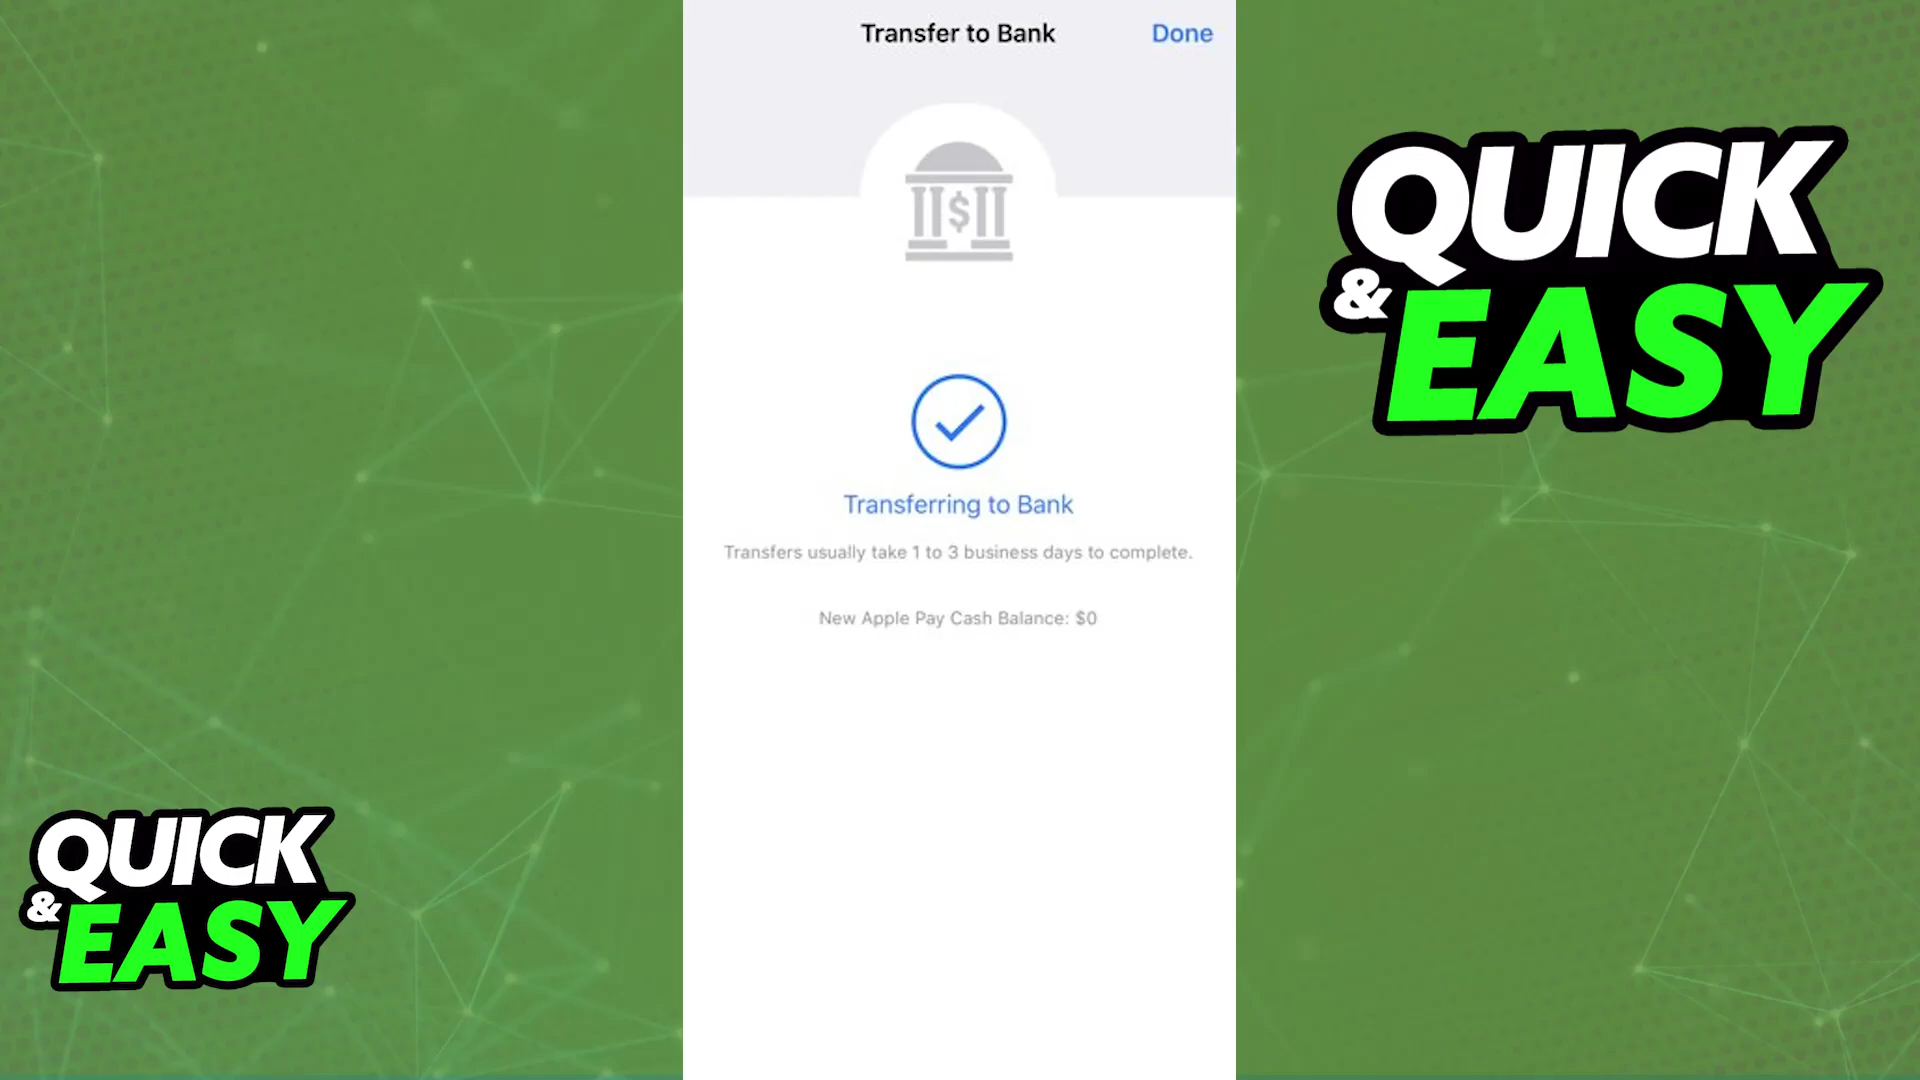 Transfer to Bank
Done
$
Transferring to Bank
Transfers usually take 1 to 3 business days to complete.
New Apple Pay Cash Balance: $0
QUICK
& EASY
QUICK
& EASY